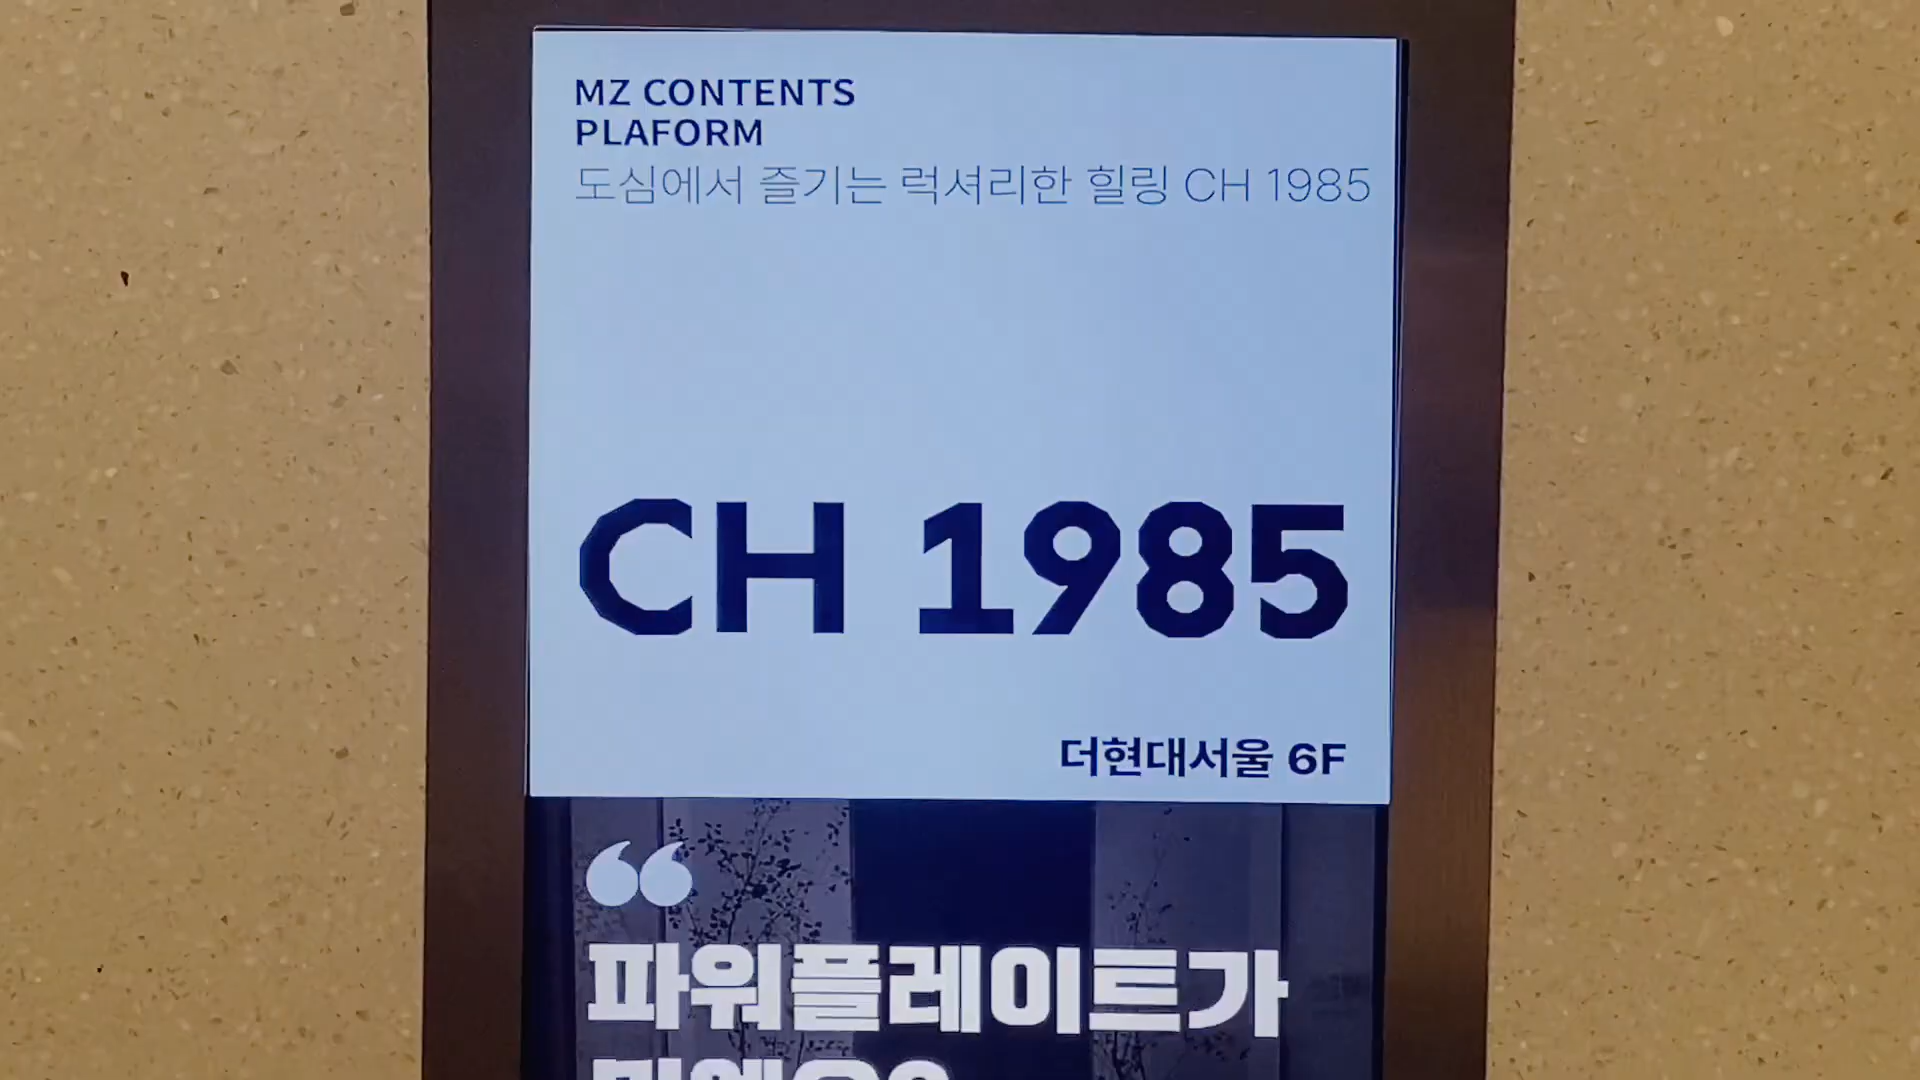 MZ CONTENTS
PLAFORM
도심에서 즐기는 럭셔리한 힐링 CH 1985
CH 1985
더현대서울 6F
“
파워플레이트가